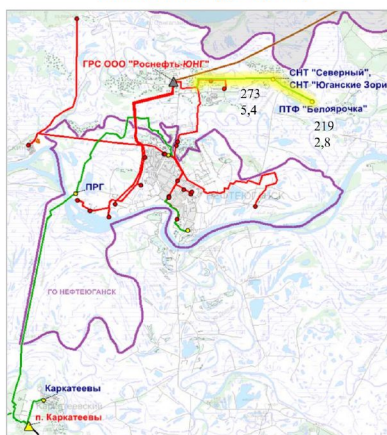 ГРС ООО "Роснефть-ЮНГ"
СНТ "Северный",
СНТ "Юганские Зори
273
5,4
ПТФ "Белоярочка"
219
2,8
ПРГ
ГО НЕФТЕЮГАНСК
Каркатеевы
п. Каркатеевы